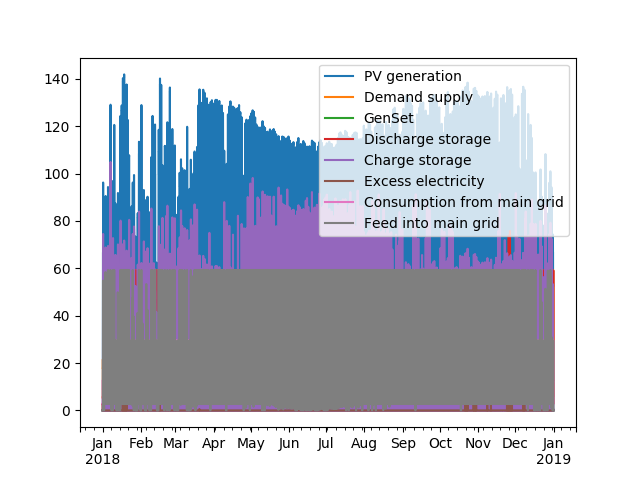 140
120
100
80
60
40
20
0
PV generation
Demand supply
GenSet
Discharge storage
Charge storage
Excess electricity
Consumption from main grid
Feed into main grid
Jan Feb Mar Apr May Jun Jul Aug Sep Oct Nov Dec Jan
2018 2019